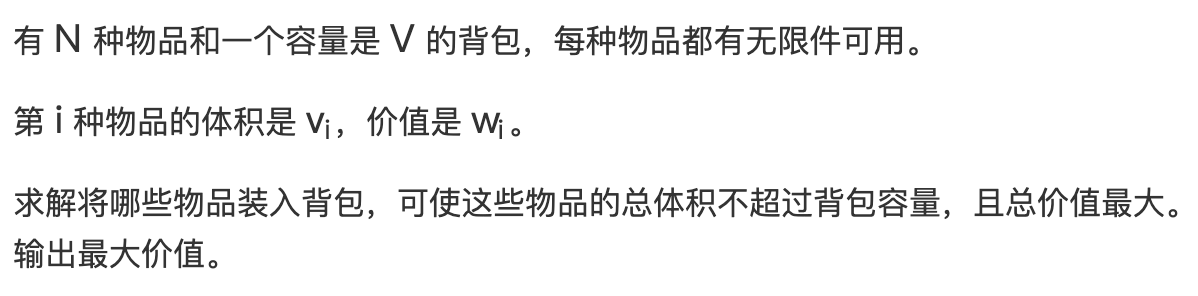 有 N 种物品和一个容量是 V 的背包，每种物品都有无限件可用。
第 i 种物品的体积是 vi，价值是 wi。
求解将哪些物品装入背包，可使这些物品的总体积不超过背包容量，且总价值最大。
输出最大价值。